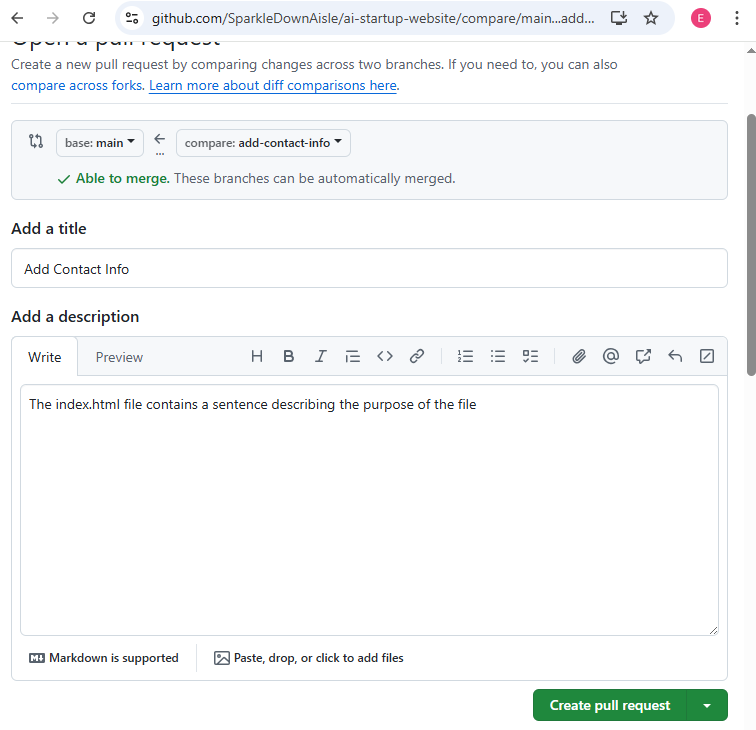 github.com/SparkleDownAisle/ai-startup-website/compare/main...add...
E
Open a pull request
Create a new pull request by comparing changes across two branches. If you need to, you can also
compare across forks. Learn more about diff comparisons here.
base: main
compare: add-contact-info
Able to merge. These branches can be automatically merged.
Add a title
Add Contact Info
Add a description
Write
Preview
The index.html file contains a sentence describing the purpose of the file
Markdown is supported
Paste, drop, or click to add files
Create pull request